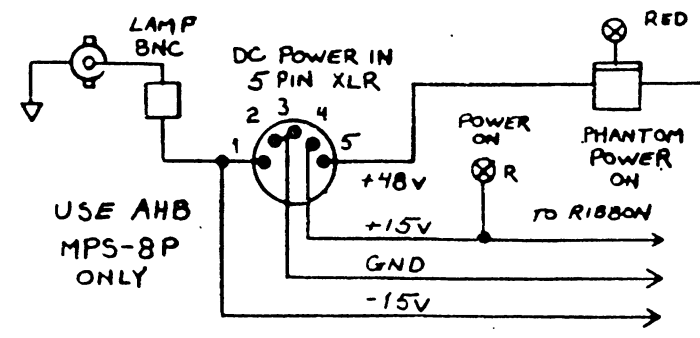 LAMP
BNC
DC POWER IN
5 PIN XLR
RED
1
2
3
4
5
POWER
ON
R
PHANTOM
POWER
ON
+48V
USE AHB
MPS-8P
ONLY
+15V
TO RIBBON
GND
-15V